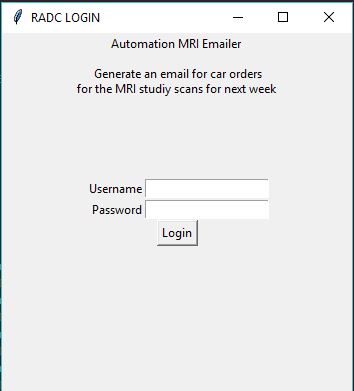 RADC LOGIN
Automation MRI Emailer
Generate an email for car orders
for the MRI studiy scans for next week
Username
Password
Login